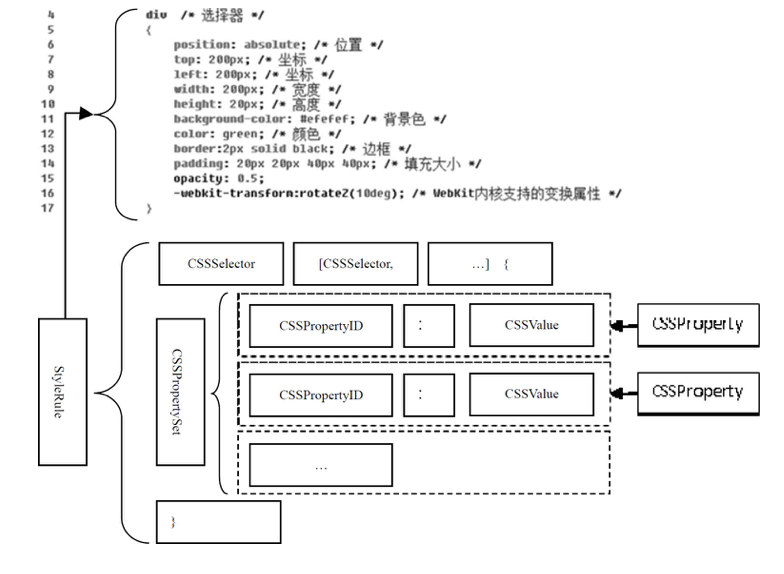 4 div /* 选择器 */
5 {
6 position: absolute; /* 位置 */
7 top: 200px; /* 坐标 */
8 left: 200px; /* 坐标 */
9 width: 200px; /* 宽度 */
10 height: 20px; /* 高度 */
11 background-color: #efefef; /* 背景色 */
12 color: green; /* 颜色 */
13 border:2px solid black; /* 边框 */
14 padding: 20px 20px 40px 40px; /* 填充大小 */
15 opacity: 0.5;
16 -webkit-transform:rotateZ(10deg); /* WebKit内核支持的变换属性 */
17 }
CSSSelector [CSSSelector, …] {
StyleRule
CSSPropertySet
CSSPropertyID : CSSValue CSSProperty
CSSPropertyID : CSSValue CSSProperty
…
}